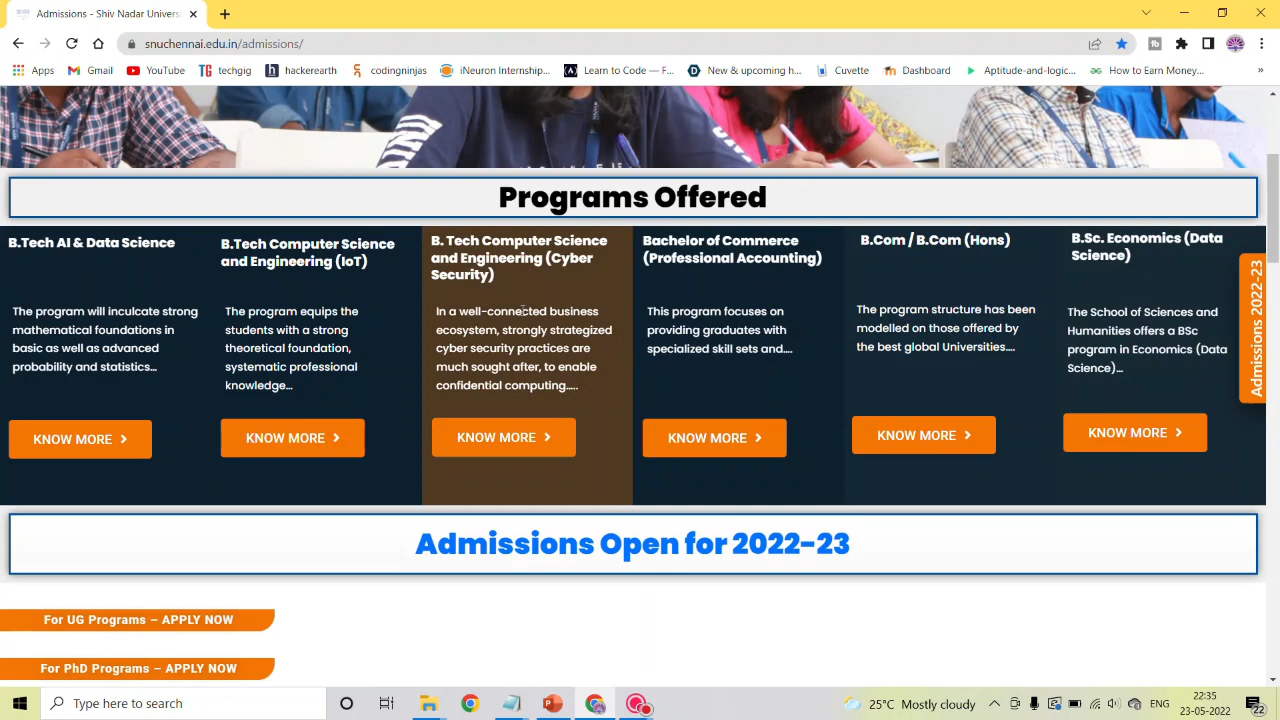 Admissions - Shiv Nadar Univers
snuchennai.edu.in/admissions/
Apps
Gmail
YouTube
TG techgig
hackerearth
codingninjas
iNeuron Internship...
Learn to Code — F...
New & upcoming h...
Cuvette
Dashboard
Aptitude-and-logic...
How to Earn Money...
»
Programs Offered
B.Tech AI & Data Science
The program will inculcate strong
mathematical foundations in
basic as well as advanced
probability and statistics...
KNOW MORE
B.Tech Computer Science
and Engineering (IoT)
The program equips the
students with a strong
theoretical foundation,
systematic professional
knowledge...
KNOW MORE
B. Tech Computer Science
and Engineering (Cyber
Security)
In a well-connected business
ecosystem, strongly strategized
cyber security practices are
much sought after, to enable
confidential computing.....
KNOW MORE
Bachelor of Commerce
(Professional Accounting)
This program focuses on
providing graduates with
specialized skill sets and....
KNOW MORE
B.Com / B.Com (Hons)
The program structure has been
modelled on those offered by
the best global Universities....
KNOW MORE
B.Sc. Economics (Data
Science)
The School of Sciences and
Humanities offers a BSc
program in Economics (Data
Science)...
KNOW MORE
Admissions 2022-23
Admissions Open for 2022-23
For UG Programs – APPLY NOW
For PhD Programs – APPLY NOW
Type here to search
25°C Mostly cloudy
ENG
22:35
23-05-2022
22